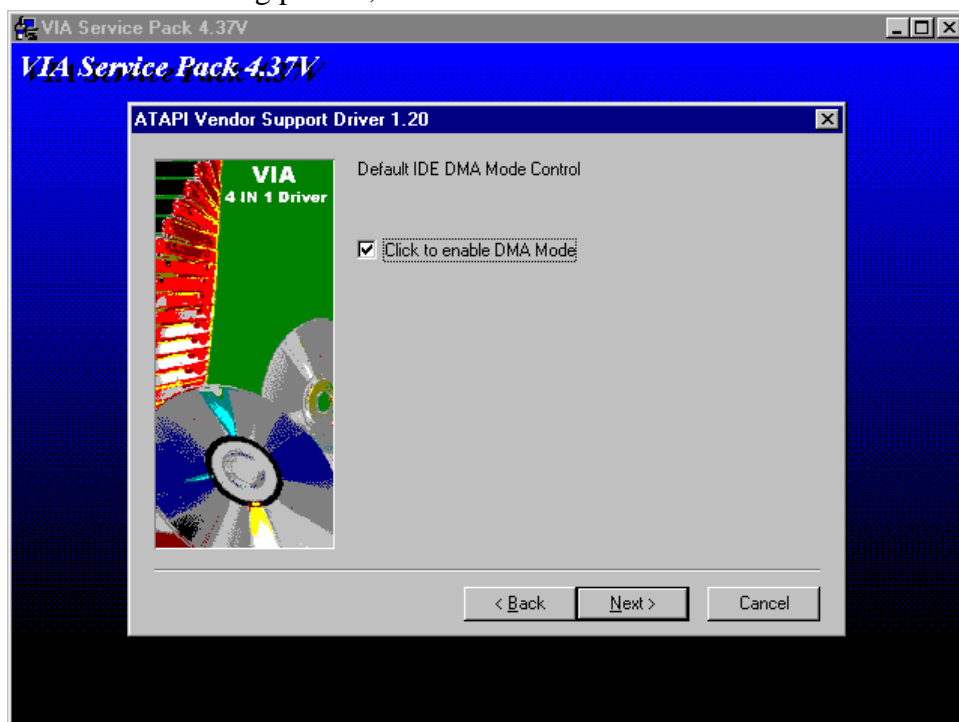 VIA Service Pack 4.37V
VIA Service Pack 4.37V
ATAPI Vendor Support Driver 1.20
VIA
4 IN 1 Driver
Default IDE DMA Mode Control
Click to enable DMA Mode
< Back Next > Cancel